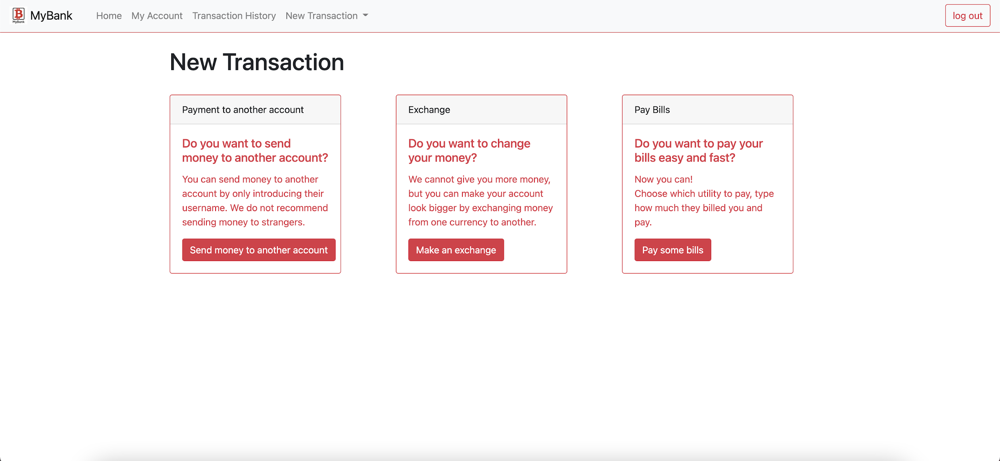 MyBank
MyBank Home My Account Transaction History New Transaction log out
New Transaction
Payment to another account
Do you want to send
money to another account?
You can send money to another
account by only introducing their
username. We do not recommend
sending money to strangers.
Send money to another account
Exchange
Do you want to change
your money?
We cannot give you more money,
but you can make your account
look bigger by exchanging money
from one currency to another.
Make an exchange
Pay Bills
Do you want to pay your
bills easy and fast?
Now you can!
Choose which utility to pay, type
how much they billed you and
pay.
Pay some bills